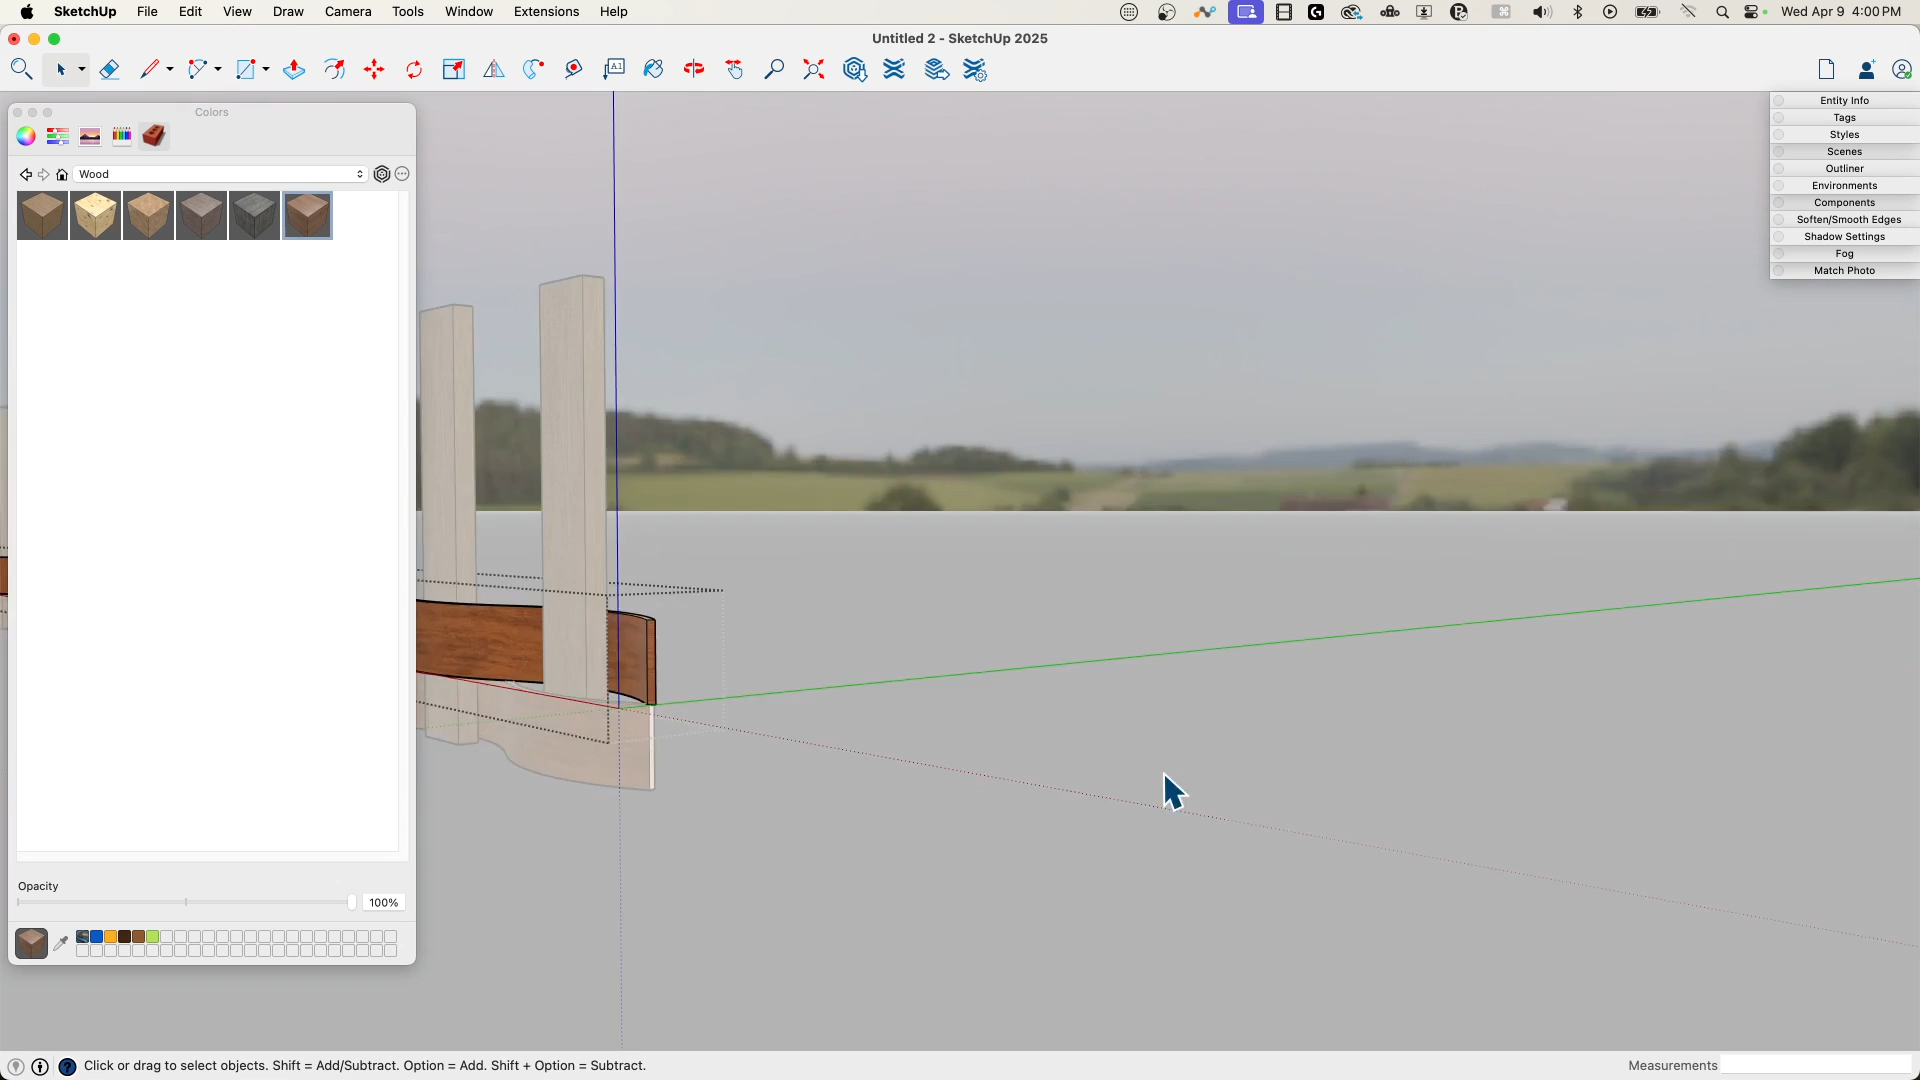 SketchUp File Edit View Draw Camera Tools Window Extensions Help Wed Apr 9 4:00 PM
Untitled 2 - SketchUp 2025
A1
Colors
Wood
Entity Info
Tags
Styles
Scenes
Outliner
Environments
Components
Soften/Smooth Edges
Shadow Settings
Fog
Match Photo
Opacity
100%
Click or drag to select objects. Shift = Add/Subtract. Option = Add. Shift + Option = Subtract.
Measurements